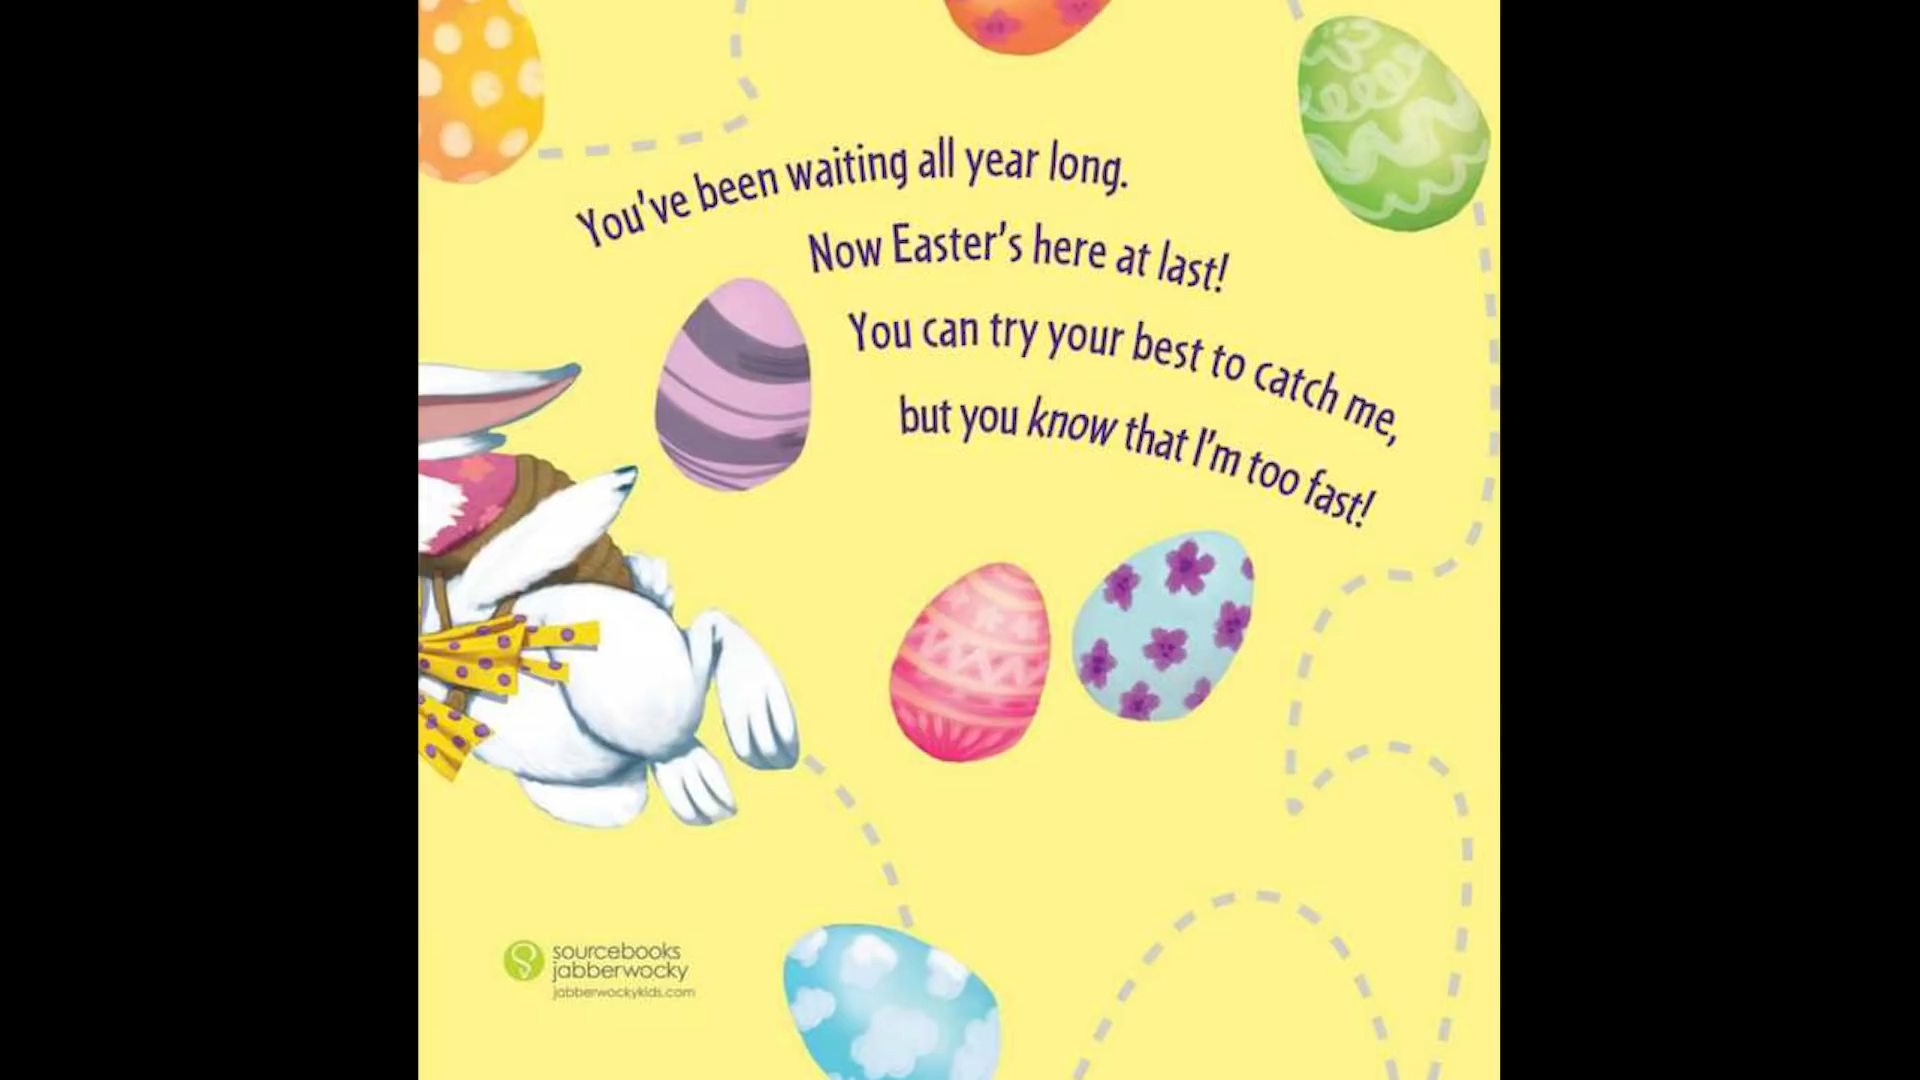 You've been waiting all year long.
Now Easter's here at last!
You can try your best to catch me,
but you know that I'm too fast!
sourcebooks
jabberwocky
jabberwockykids.com